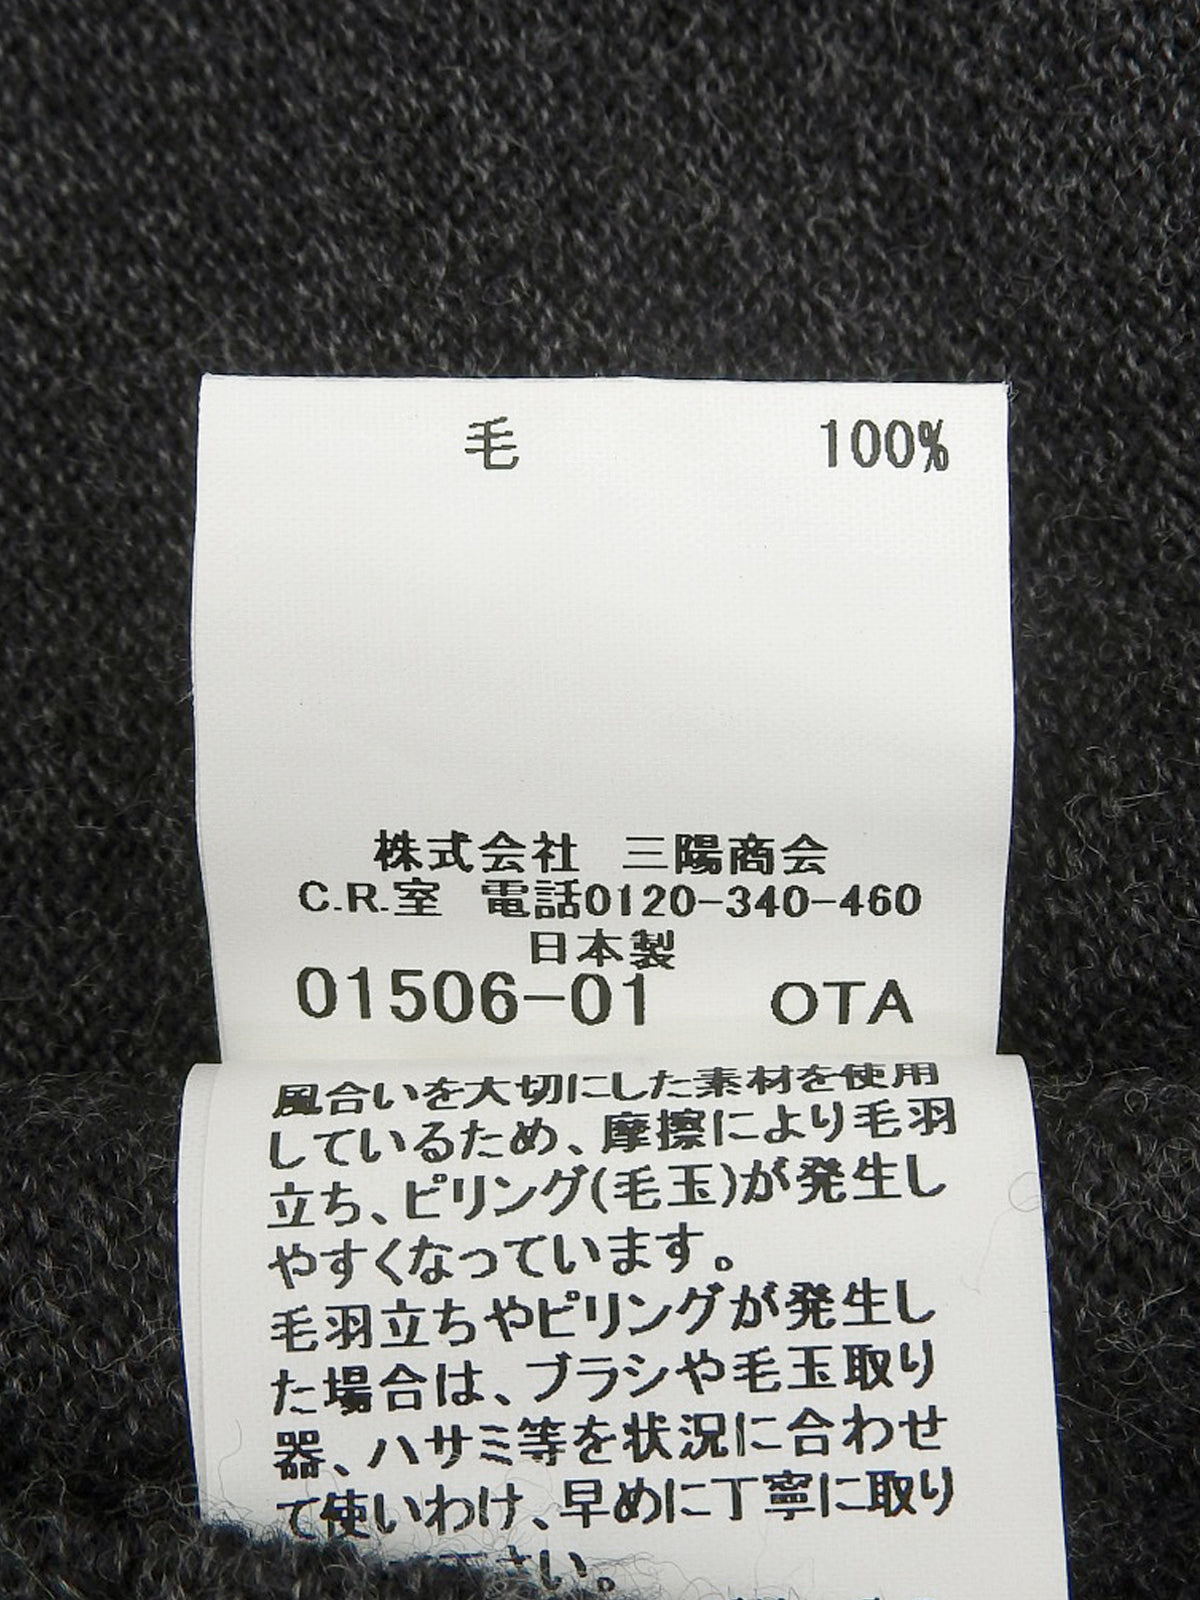 毛 100%
株式会社 三陽商会
C.R.室 電話0120-340-460
日本製
01506-01 OTA
風合いを大切にした素材を使用
しているため、摩擦により毛羽
立ち、ピリング(毛玉)が発生し
やすくなっています。
毛羽立ちやピリングが発生し
た場合は、ブラシや毛玉取り
器、ハサミ等を状況に合わせ
て使いわけ、早めに丁寧に取り
さい。